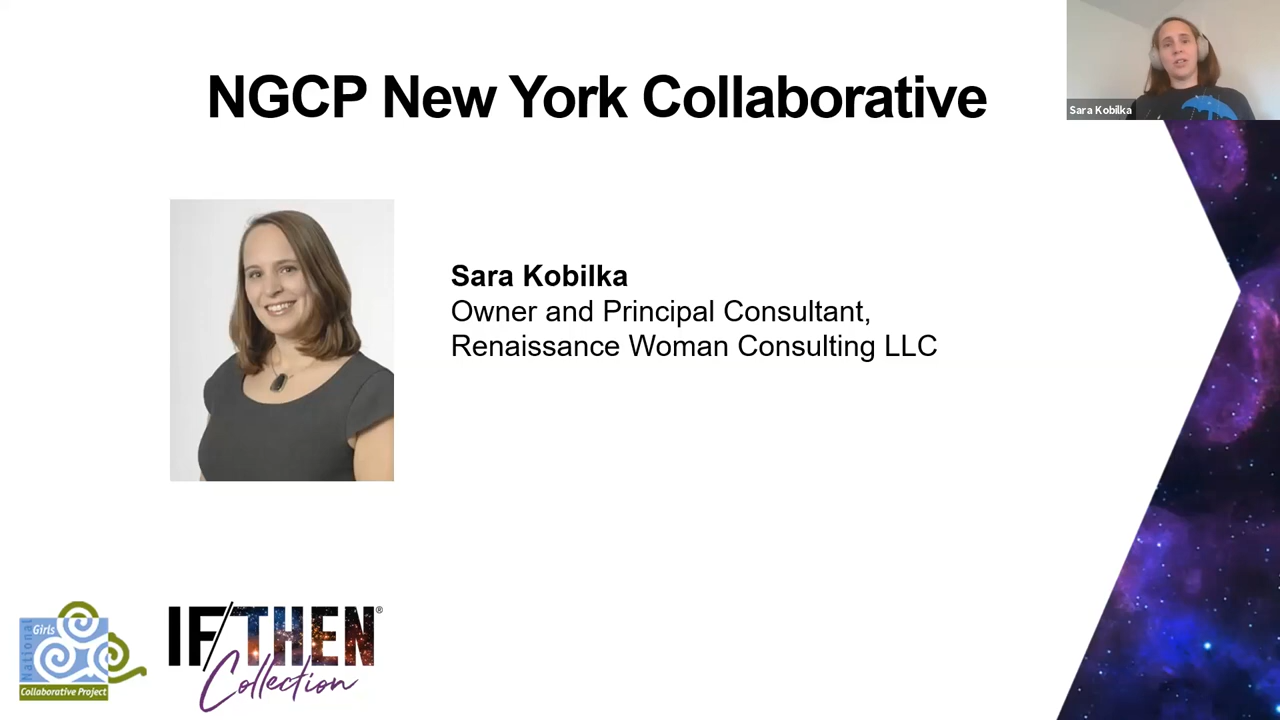 NGCP New York Collaborative
Sara Kobilka
Sara Kobilka
Owner and Principal Consultant,
Renaissance Woman Consulting LLC
National
Girls
Collaborative Project
IF/THEN®
Collection